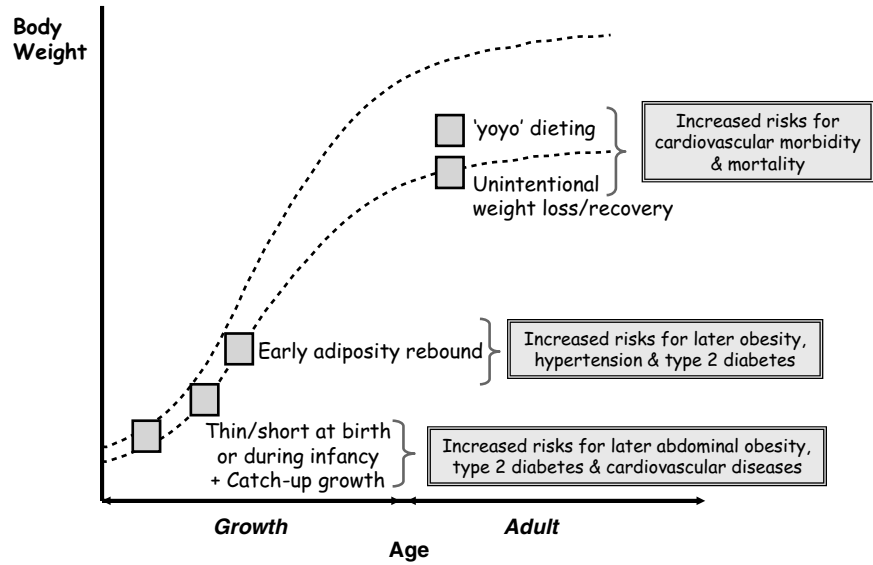 Body
Weight
'yoyo' dieting
Unintentional
weight loss/recovery
Increased risks for
cardiovascular morbidity
& mortality
Early adiposity rebound
Increased risks for later obesity,
hypertension & type 2 diabetes
Thin/short at birth
or during infancy
+ Catch-up growth
Increased risks for later abdominal obesity,
type 2 diabetes & cardiovascular diseases
Growth
Adult
Age